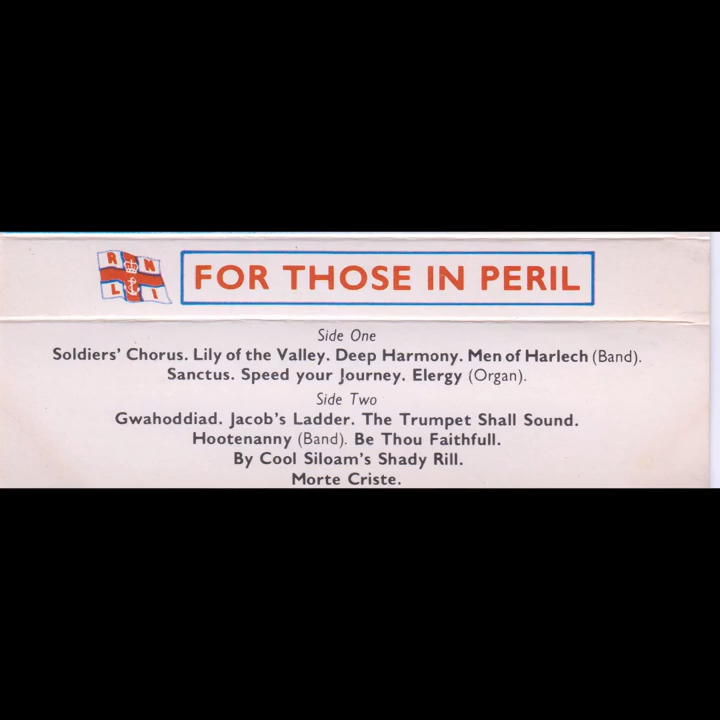 R N
L I
FOR THOSE IN PERIL
Side One
Soldiers' Chorus. Lily of the Valley. Deep Harmony. Men of Harlech (Band).
Sanctus. Speed your Journey. Elergy (Organ).
Side Two
Gwahoddiad. Jacob's Ladder. The Trumpet Shall Sound.
Hootenanny (Band). Be Thou Faithfull.
By Cool Siloam's Shady Rill.
Morte Criste.